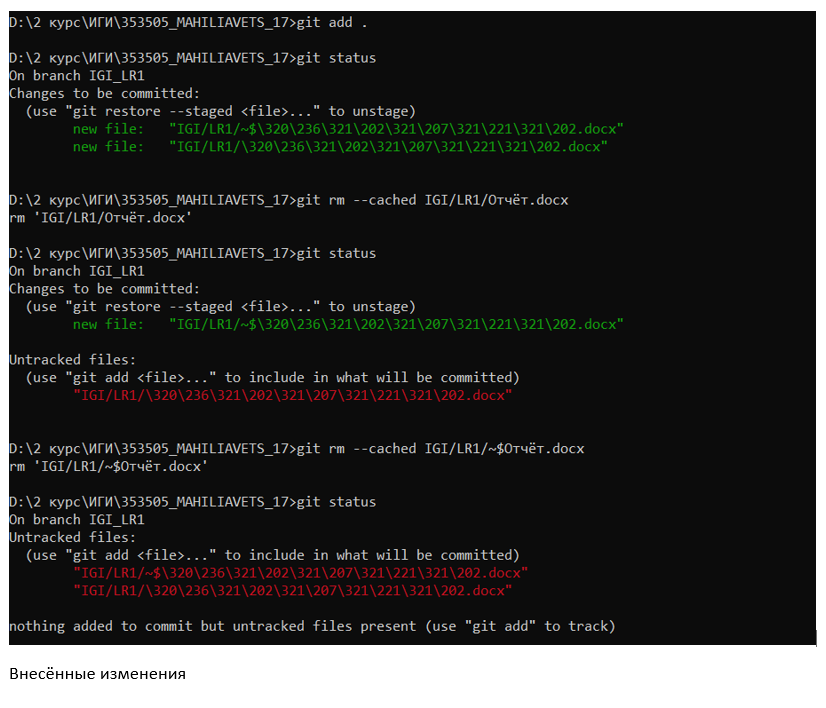 D:\2 курс\ИГИ\353505_MAHILIAVETS_17>git add .
D:\2 курс\ИГИ\353505_MAHILIAVETS_17>git status
On branch IGI_LR1
Changes to be committed:
(use "git restore --staged <file>..." to unstage)
new file: "IGI/LR1/~$\320\236\321\202\321\207\321\221\321\202.docx"
new file: "IGI/LR1/\320\236\321\202\321\207\321\221\321\202.docx"
D:\2 курс\ИГИ\353505_MAHILIAVETS_17>git rm --cached IGI/LR1/Отчёт.docx
rm 'IGI/LR1/Отчёт.docx'
D:\2 курс\ИГИ\353505_MAHILIAVETS_17>git status
On branch IGI_LR1
Changes to be committed:
(use "git restore --staged <file>..." to unstage)
new file: "IGI/LR1/~$\320\236\321\202\321\207\321\221\321\202.docx"
Untracked files:
(use "git add <file>..." to include in what will be committed)
"IGI/LR1/\320\236\321\202\321\207\321\221\321\202.docx"
D:\2 курс\ИГИ\353505_MAHILIAVETS_17>git rm --cached IGI/LR1/~$Отчёт.docx
rm 'IGI/LR1/~$Отчёт.docx'
D:\2 курс\ИГИ\353505_MAHILIAVETS_17>git status
On branch IGI_LR1
Untracked files:
(use "git add <file>..." to include in what will be committed)
"IGI/LR1/~$\320\236\321\202\321\207\321\221\321\202.docx"
"IGI/LR1/\320\236\321\202\321\207\321\221\321\202.docx"
nothing added to commit but untracked files present (use "git add" to track)
Внесённые изменения